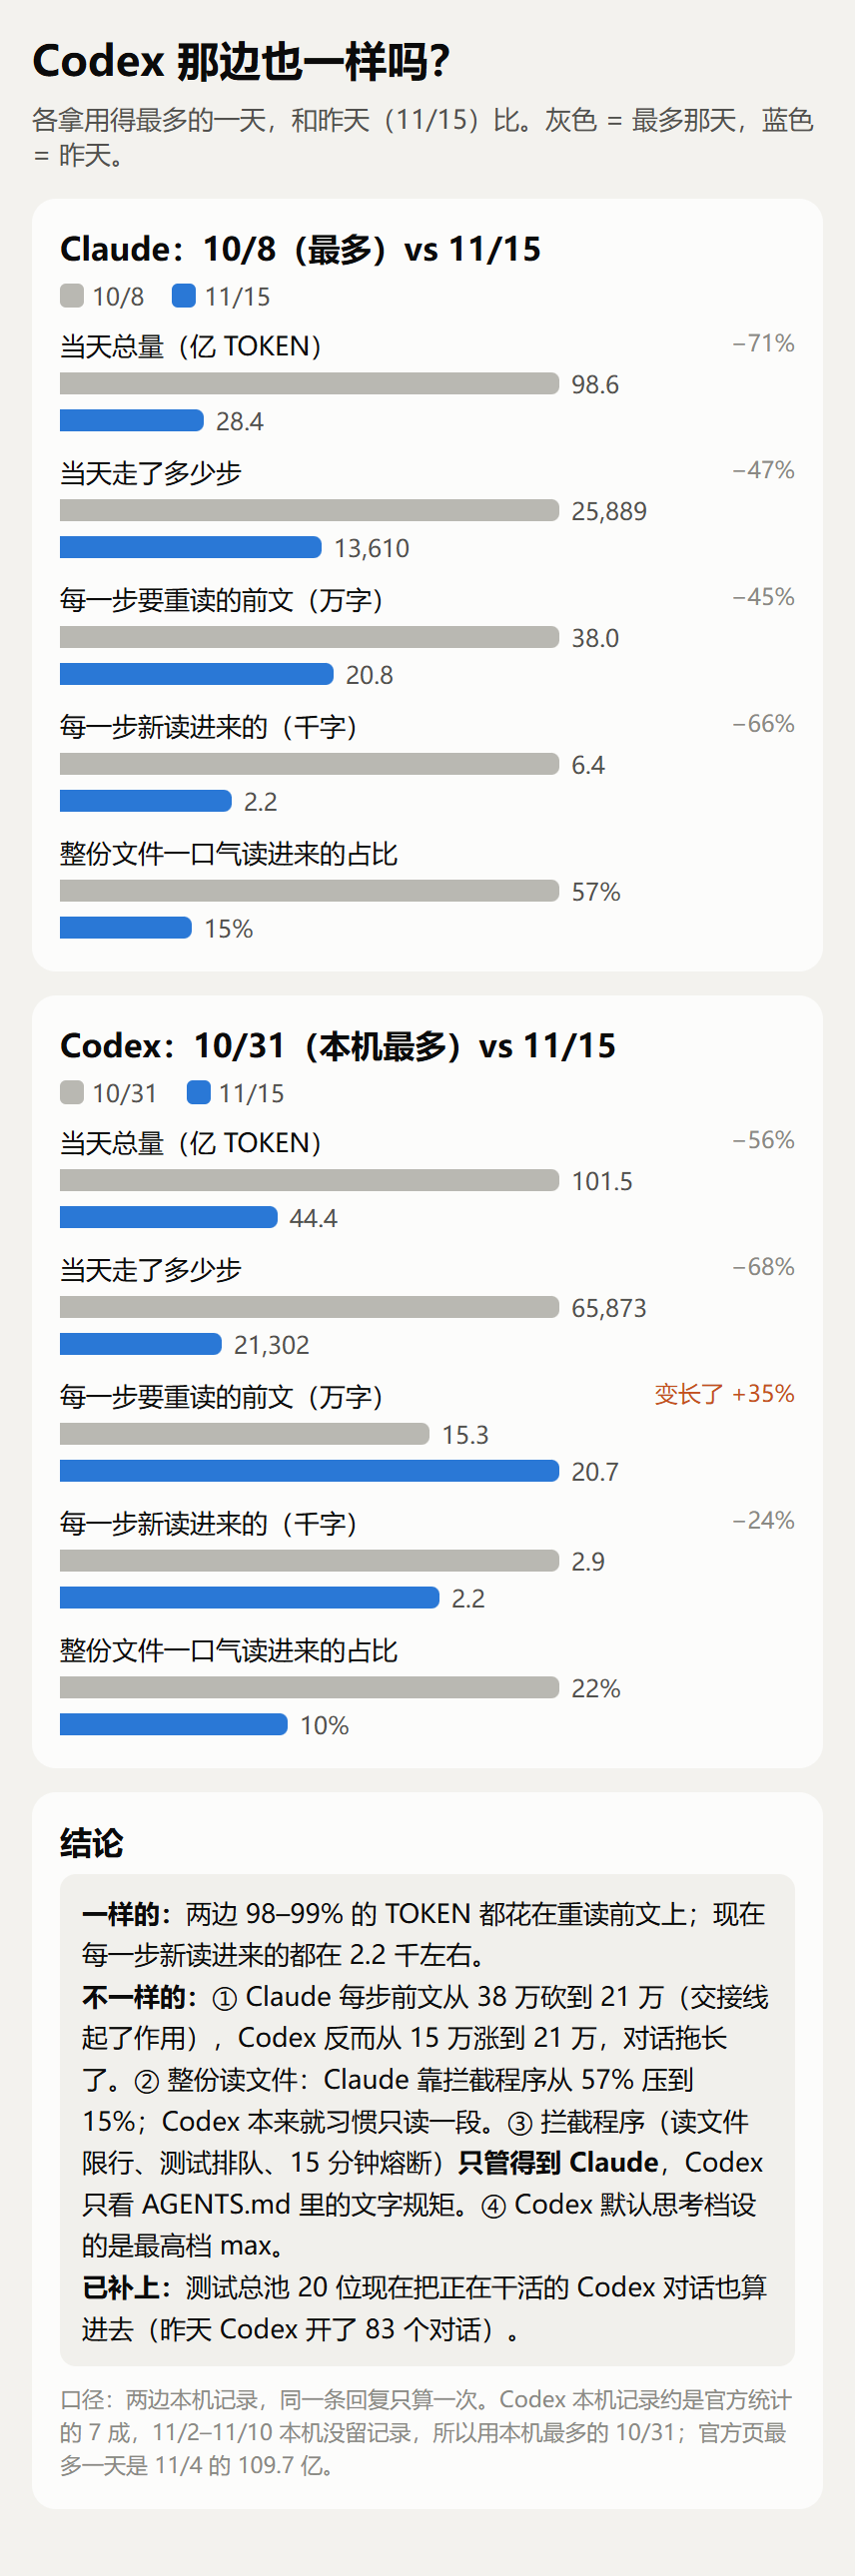 Codex 那边也一样吗？
各拿用得最多的一天，和昨天（11/15）比。灰色 = 最多那天，蓝色
= 昨天。
Claude：10/8（最多）vs 11/15
10/8 11/15
当天总量（亿 TOKEN） −71%
98.6
28.4
当天走了多少步 −47%
25,889
13,610
每一步要重读的前文（万字） −45%
38.0
20.8
每一步新读进来的（千字） −66%
6.4
2.2
整份文件一口气读进来的占比
57%
15%
Codex：10/31（本机最多）vs 11/15
10/31 11/15
当天总量（亿 TOKEN） −56%
101.5
44.4
当天走了多少步 −68%
65,873
21,302
每一步要重读的前文（万字） 变长了 +35%
15.3
20.7
每一步新读进来的（千字） −24%
2.9
2.2
整份文件一口气读进来的占比
22%
10%
结论
一样的：两边 98–99% 的 TOKEN 都花在重读前文上；现在
每一步新读进来的都在 2.2 千左右。
不一样的：① Claude 每步前文从 38 万砍到 21 万（交接线
起了作用），Codex 反而从 15 万涨到 21 万，对话拖长
了。② 整份读文件：Claude 靠拦截程序从 57% 压到
15%；Codex 本来就习惯只读一段。③ 拦截程序（读文件
限行、测试排队、15 分钟熔断）只管得到 Claude，Codex
只看 AGENTS.md 里的文字规矩。④ Codex 默认思考档设
的是最高档 max。
已补上：测试总池 20 位现在把正在干活的 Codex 对话也算
进去（昨天 Codex 开了 83 个对话）。
口径：两边本机记录，同一条回复只算一次。Codex 本机记录约是官方统计
的 7 成，11/2–11/10 本机没留记录，所以用本机最多的 10/31；官方页最
多一天是 11/4 的 109.7 亿。